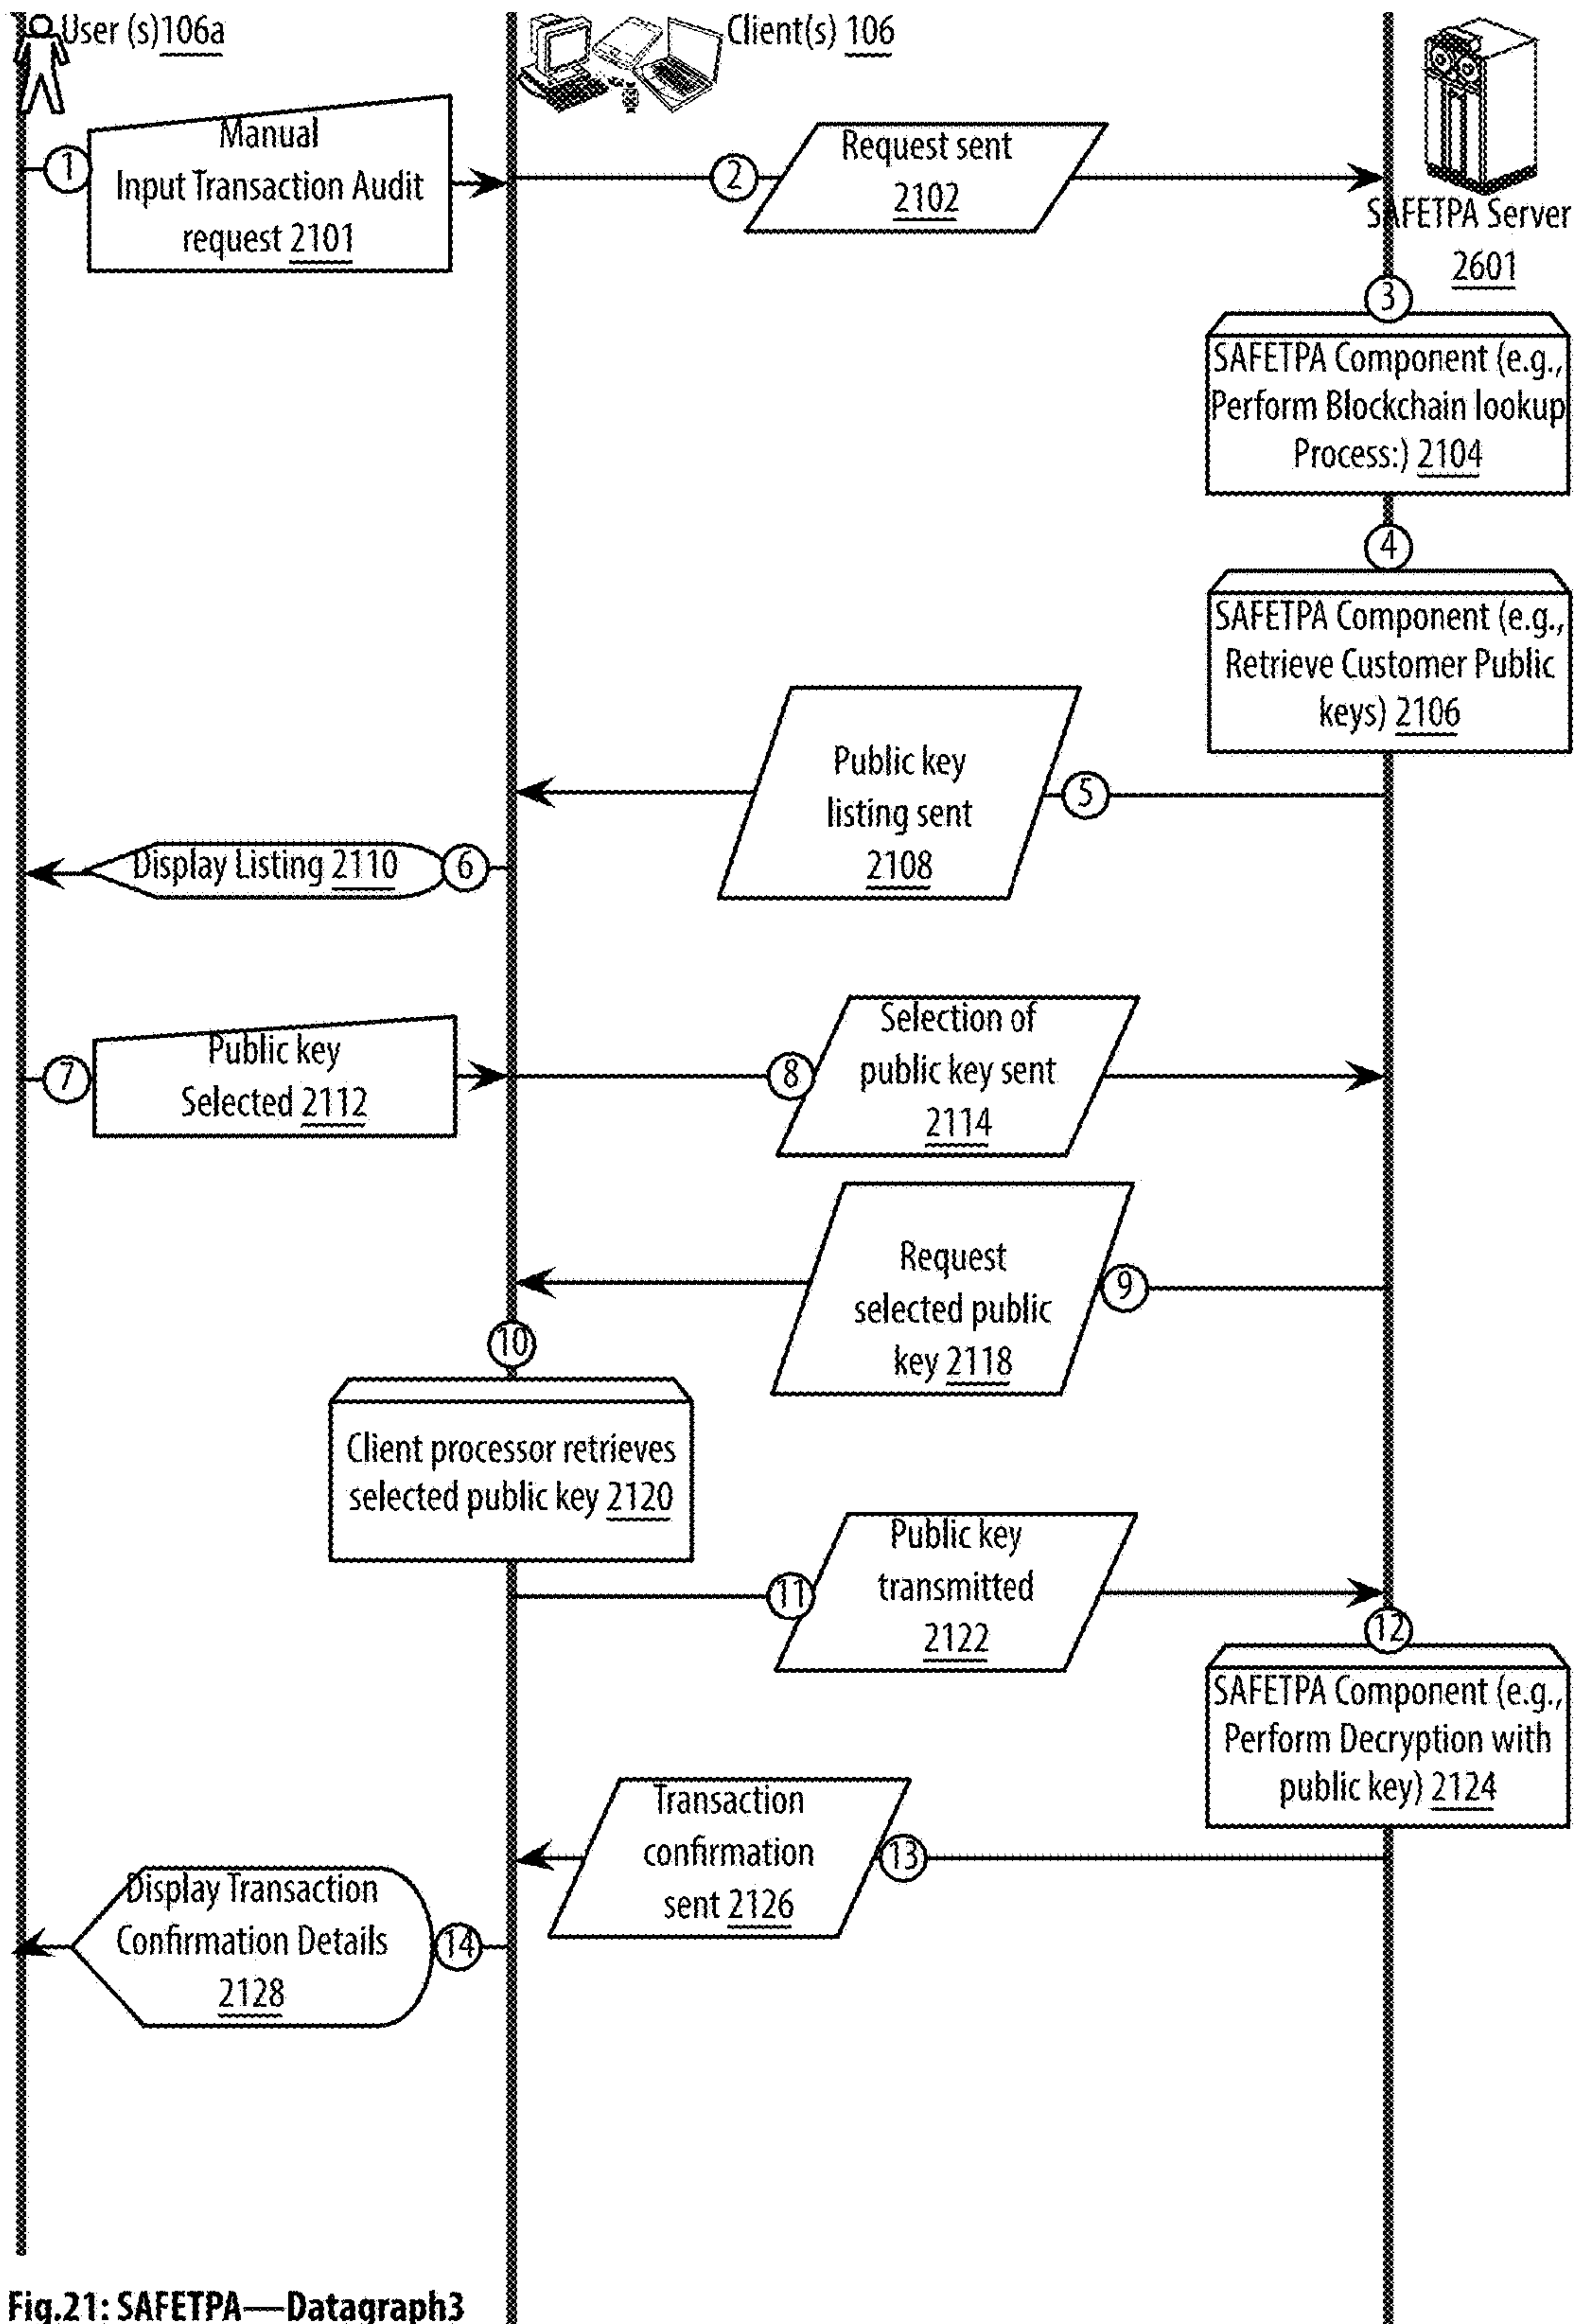 User (s)106a
Client(s) 106
SAFETPA Server
2601
1
Manual
Input Transaction Audit
request 2101
2
Request sent
2102
3
SAFETPA Component (e.g.,
Perform Blockchain lookup
Process:) 2104
4
SAFETPA Component (e.g.,
Retrieve Customer Public
keys) 2106
5
Public key
listing sent
2108
6
Display Listing 2110
7
Public key
Selected 2112
8
Selection of
public key sent
2114
9
Request
selected public
key 2118
10
Client processor retrieves
selected public key 2120
11
Public key
transmitted
2122
12
SAFETPA Component (e.g.,
Perform Decryption with
public key) 2124
13
Transaction
confirmation
sent 2126
14
Display Transaction
Confirmation Details
2128
Fig.21: SAFETPA—Datagraph3